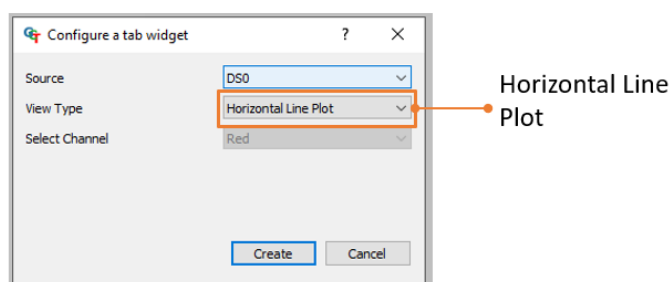 Configure a tab widget ? ×
Source DS0
View Type Horizontal Line Plot
Select Channel Red
Create Cancel
Horizontal Line
Plot